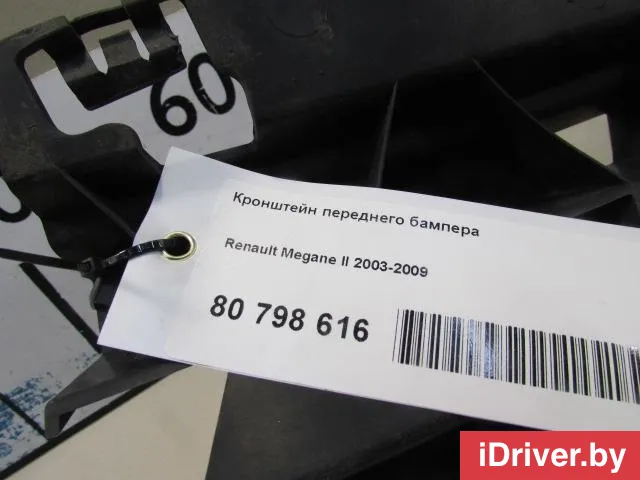 60
Кронштейн переднего бампера
Renault Megane II 2003-2009
80 798 616
iDriver.by